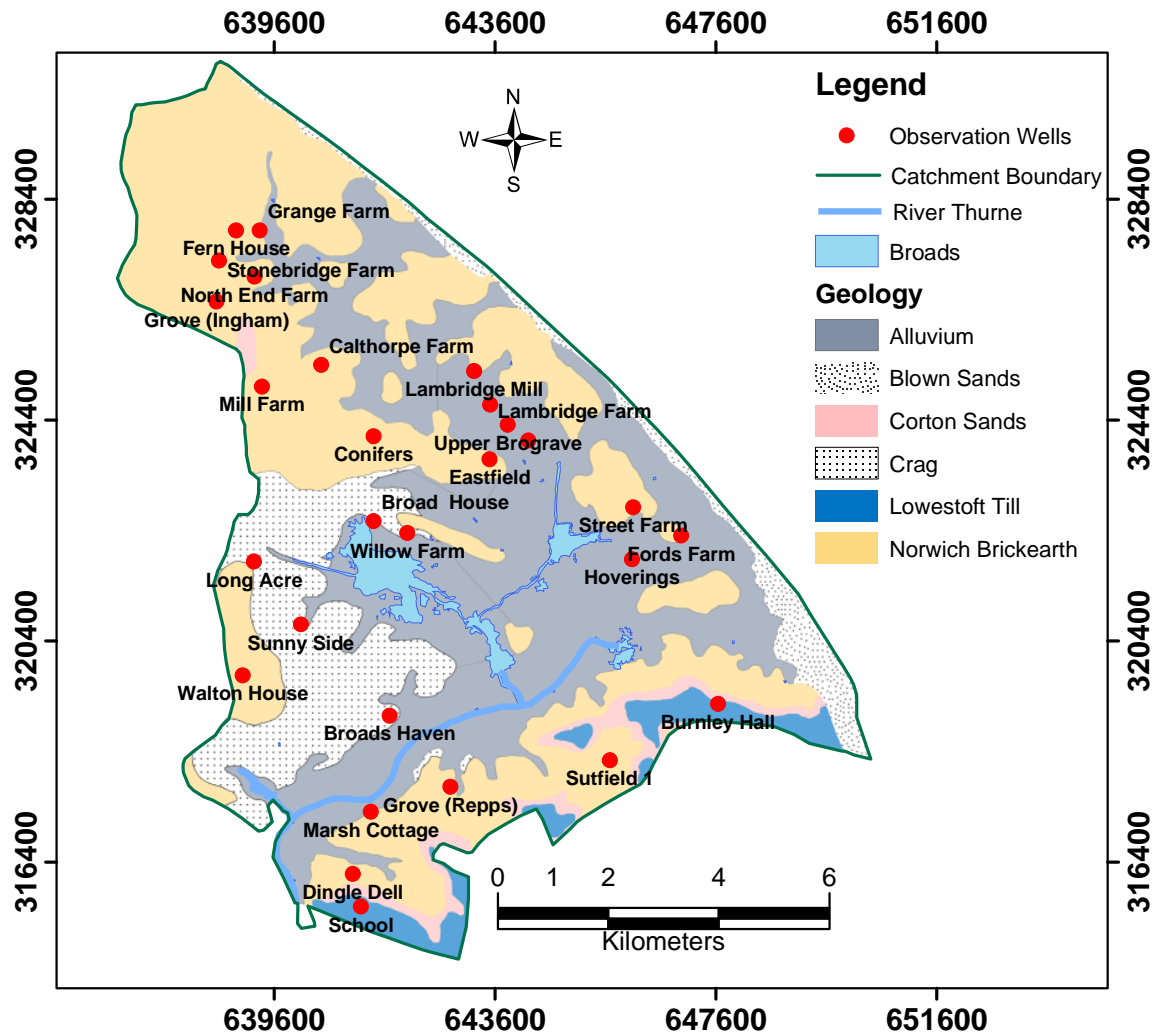 639600 643600 647600 651600
N
W E
S
Legend
Observation Wells
Catchment Boundary
River Thurne
Broads
Geology
Alluvium
Blown Sands
Corton Sands
Crag
Lowestoft Till
Norwich Brickearth
328400 328400
324400 324400
320400 320400
316400 316400
Grange Farm
Fern House
Stonebridge Farm
North End Farm
Grove (Ingham)
Calthorpe Farm
Mill Farm
Lambridge Mill
Lambridge Farm
Upper Brograve
Conifers
Eastfield
Broad House
Willow Farm
Street Farm
Fords Farm
Hoverings
Long Acre
Sunny Side
Walton House
Broads Haven
Burnley Hall
Sutfield 1
Grove (Repps)
Marsh Cottage
Dingle Dell
School
0 1 2 4 6
Kilometers
639600 643600 647600 651600